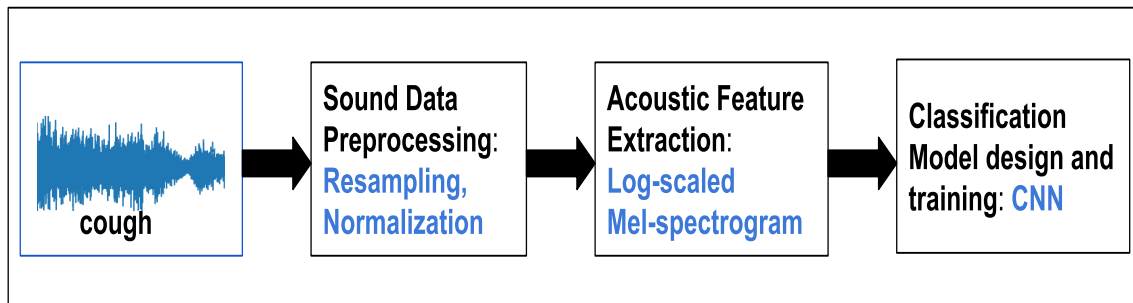 cough
Sound Data
Preprocessing:
Resampling,
Normalization
Acoustic Feature
Extraction:
Log-scaled
Mel-spectrogram
Classification
Model design and
training: CNN